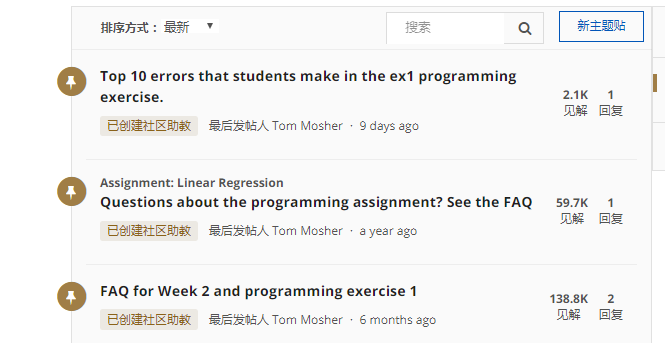 排序方式： 最新 ▼
搜索
新主题贴
Top 10 errors that students make in the ex1 programming
exercise.
2.1K 1
见解 回复
已创建社区助教 最后发帖人 Tom Mosher · 9 days ago
Assignment: Linear Regression
Questions about the programming assignment? See the FAQ
59.7K 1
见解 回复
已创建社区助教 最后发帖人 Tom Mosher · a year ago
FAQ for Week 2 and programming exercise 1
138.8K 2
见解 回复
已创建社区助教 最后发帖人 Tom Mosher · 6 months ago